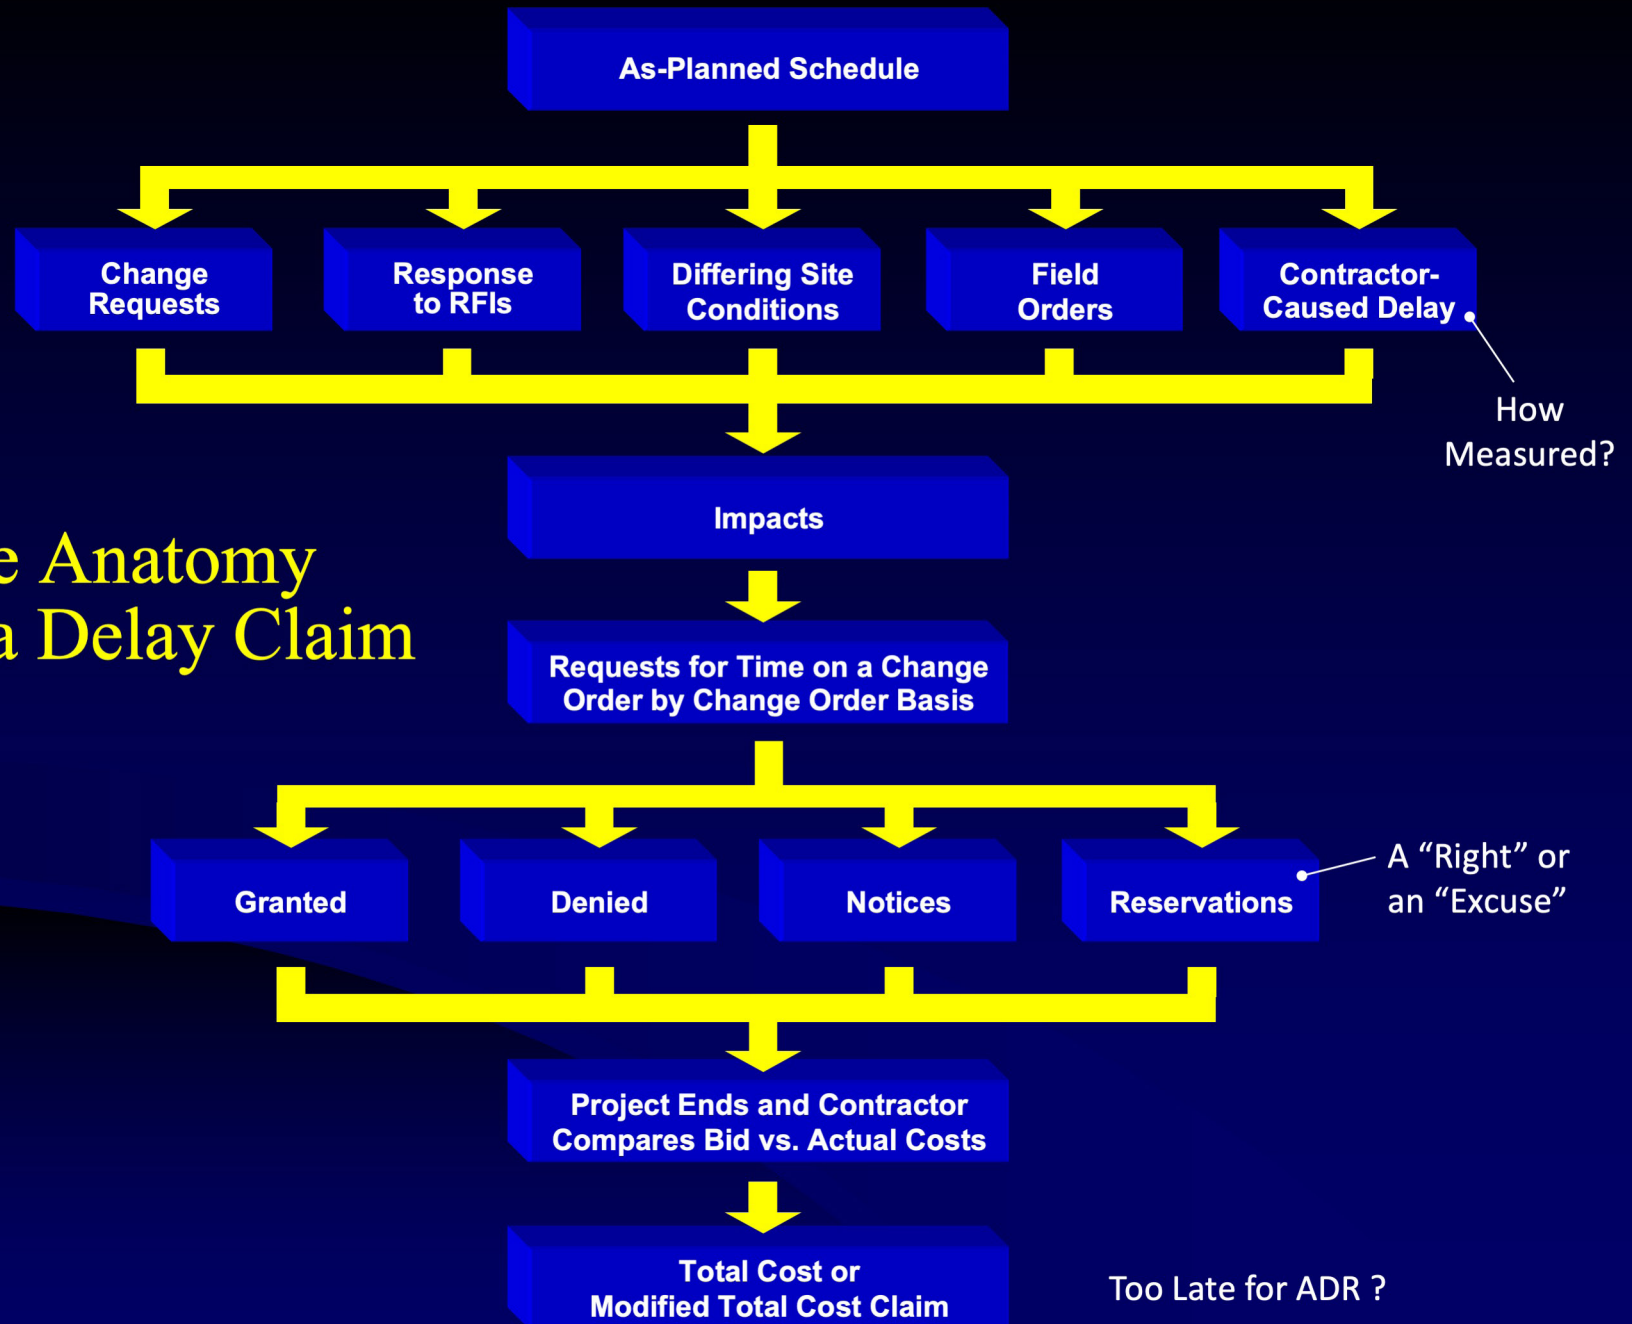 As-Planned Schedule
Change
Requests
Response
to RFIs
Differing Site
Conditions
Field
Orders
Contractor-
Caused Delay
How
Measured?
Impacts
e Anatomy
a Delay Claim
Requests for Time on a Change
Order by Change Order Basis
Granted
Denied
Notices
Reservations
A “Right” or
an “Excuse”
Project Ends and Contractor
Compares Bid vs. Actual Costs
Total Cost or
Modified Total Cost Claim
Too Late for ADR ?